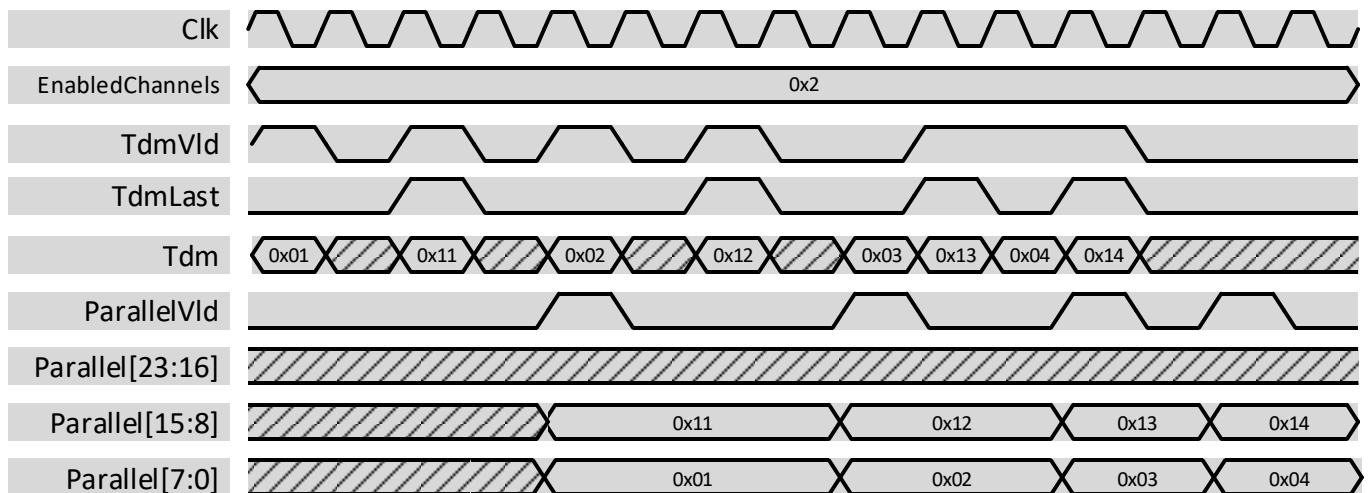 Clk
EnabledChannels 0x2
TdmVld
TdmLast
Tdm 0x01 0x11 0x02 0x12 0x03 0x13 0x04 0x14
ParallelVld
Parallel[23:16]
Parallel[15:8] 0x11 0x12 0x13 0x14
Parallel[7:0] 0x01 0x02 0x03 0x04